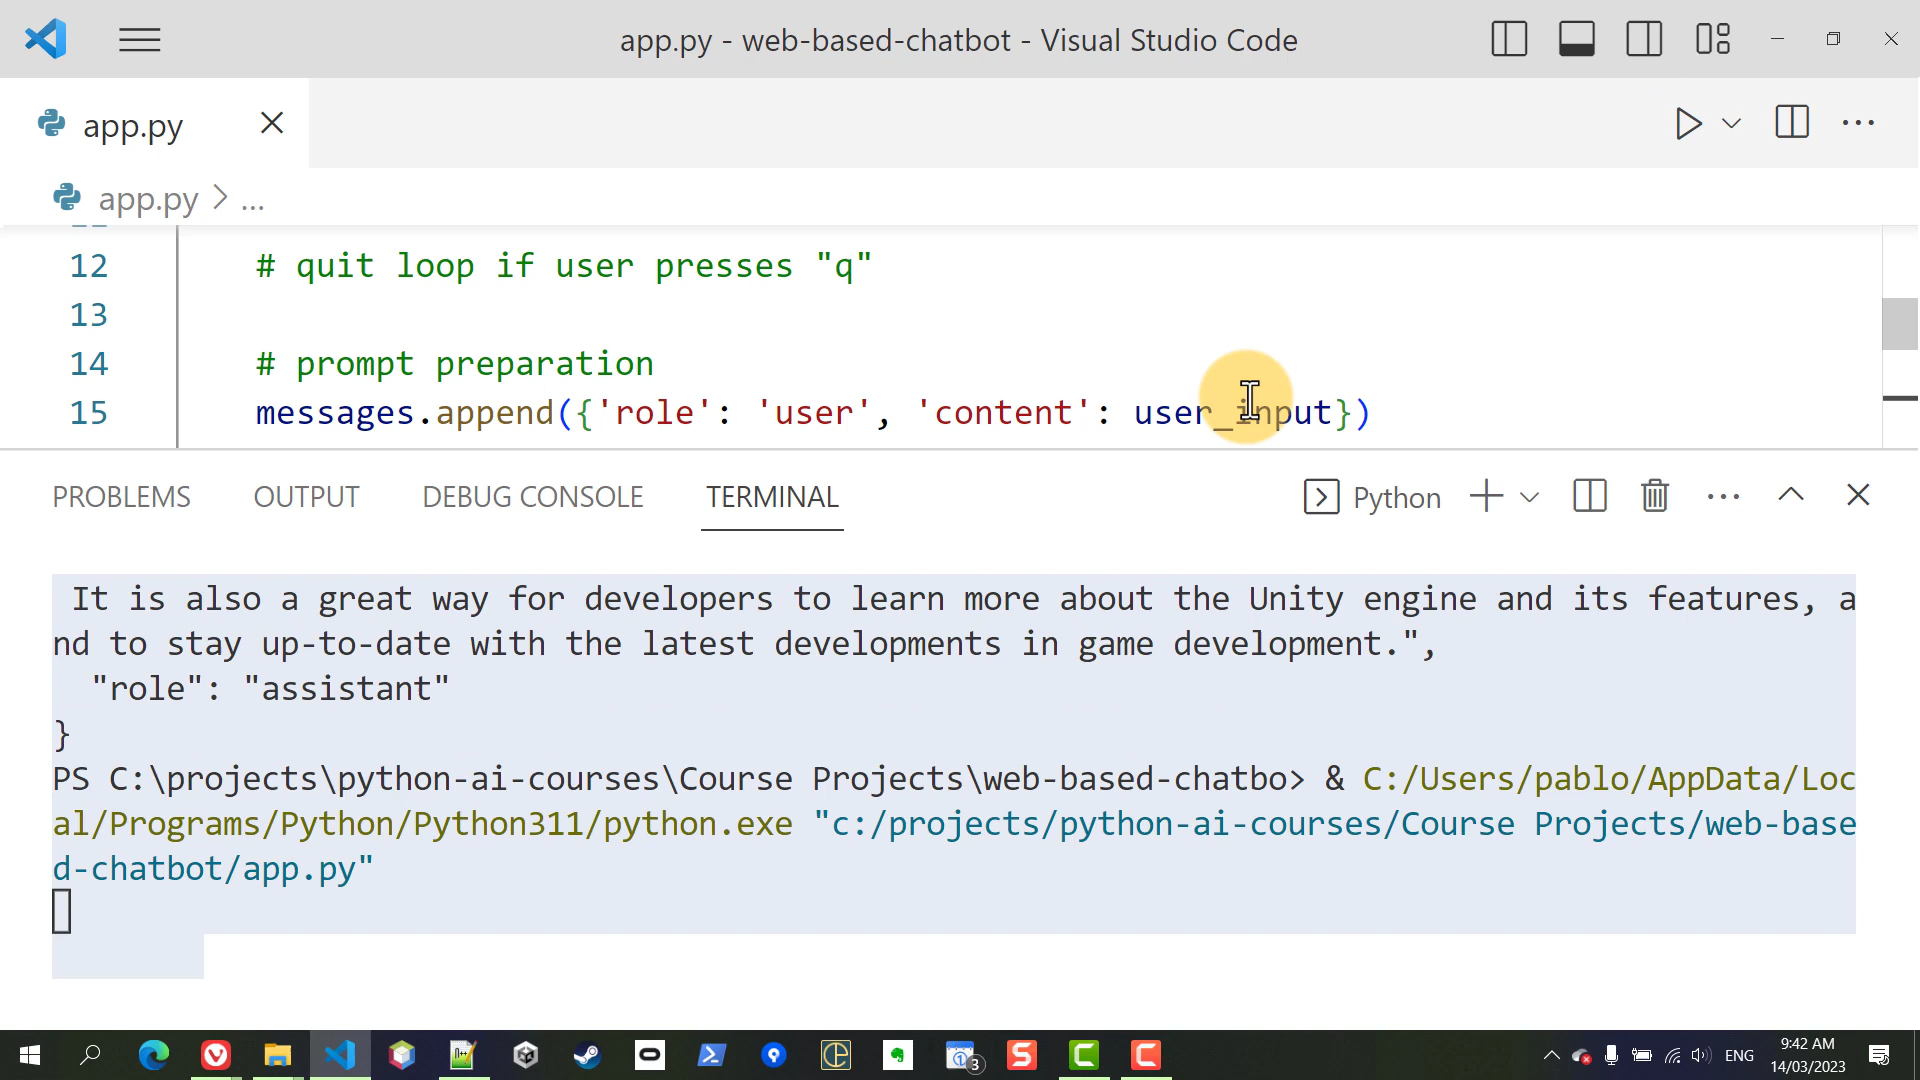 app.py - web-based-chatbot - Visual Studio Code
app.py
app.py > ...
12 # quit loop if user presses "q"
13
14 # prompt preparation
15 messages.append({'role': 'user', 'content': user_input})
PROBLEMS OUTPUT DEBUG CONSOLE TERMINAL Python
It is also a great way for developers to learn more about the Unity engine and its features, a
nd to stay up-to-date with the latest developments in game development.",
"role": "assistant"
}
PS C:\projects\python-ai-courses\Course Projects\web-based-chatbo> & C:/Users/pablo/AppData/Loc
al/Programs/Python/Python311/python.exe "c:/projects/python-ai-courses/Course Projects/web-base
d-chatbot/app.py"
ENG
9:42 AM
14/03/2023